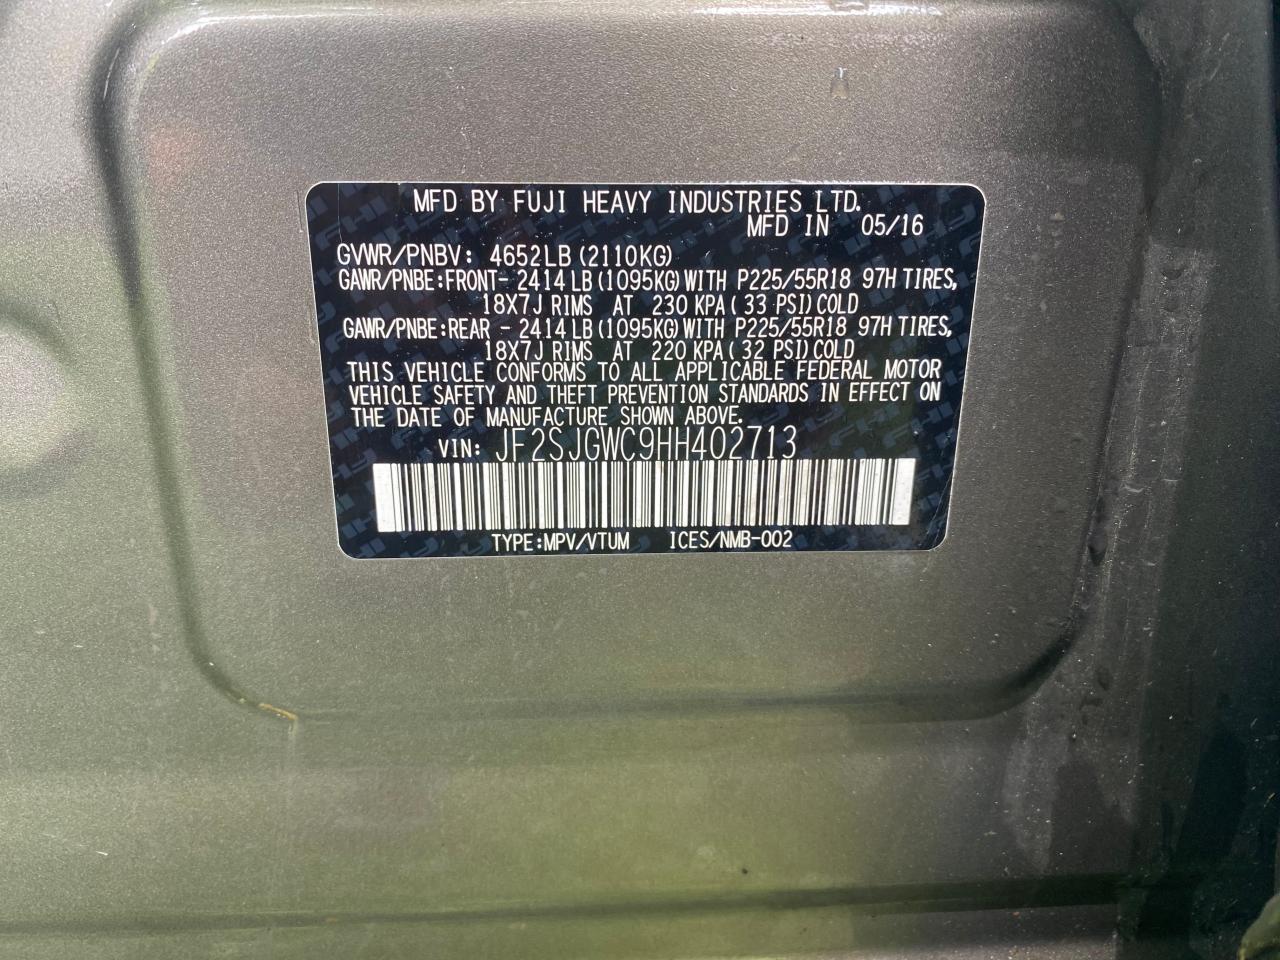 MFD BY FUJI HEAVY INDUSTRIES LTD.
MFD IN 05/16
GVWR/PNBV: 4652LB (2110KG)
GAWR/PNBE:FRONT- 2414LB (1095KG) WITH P225/55R18 97H TIRES,
18X7J RIMS AT 230 KPA ( 33 PSI) COLD
GAWR/PNBE:REAR - 2414LB (1095KG) WITH P225/55R18 97H TIRES,
18X7J RIMS AT 220 KPA ( 32 PSI) COLD
THIS VEHICLE CONFORMS TO ALL APPLICABLE FEDERAL MOTOR
VEHICLE SAFETY AND THEFT PREVENTION STANDARDS IN EFFECT ON
THE DATE OF MANUFACTURE SHOWN ABOVE.
VIN: JF2SJGWC9HH402713
TYPE:MPV/VTUM ICES/NMB-002